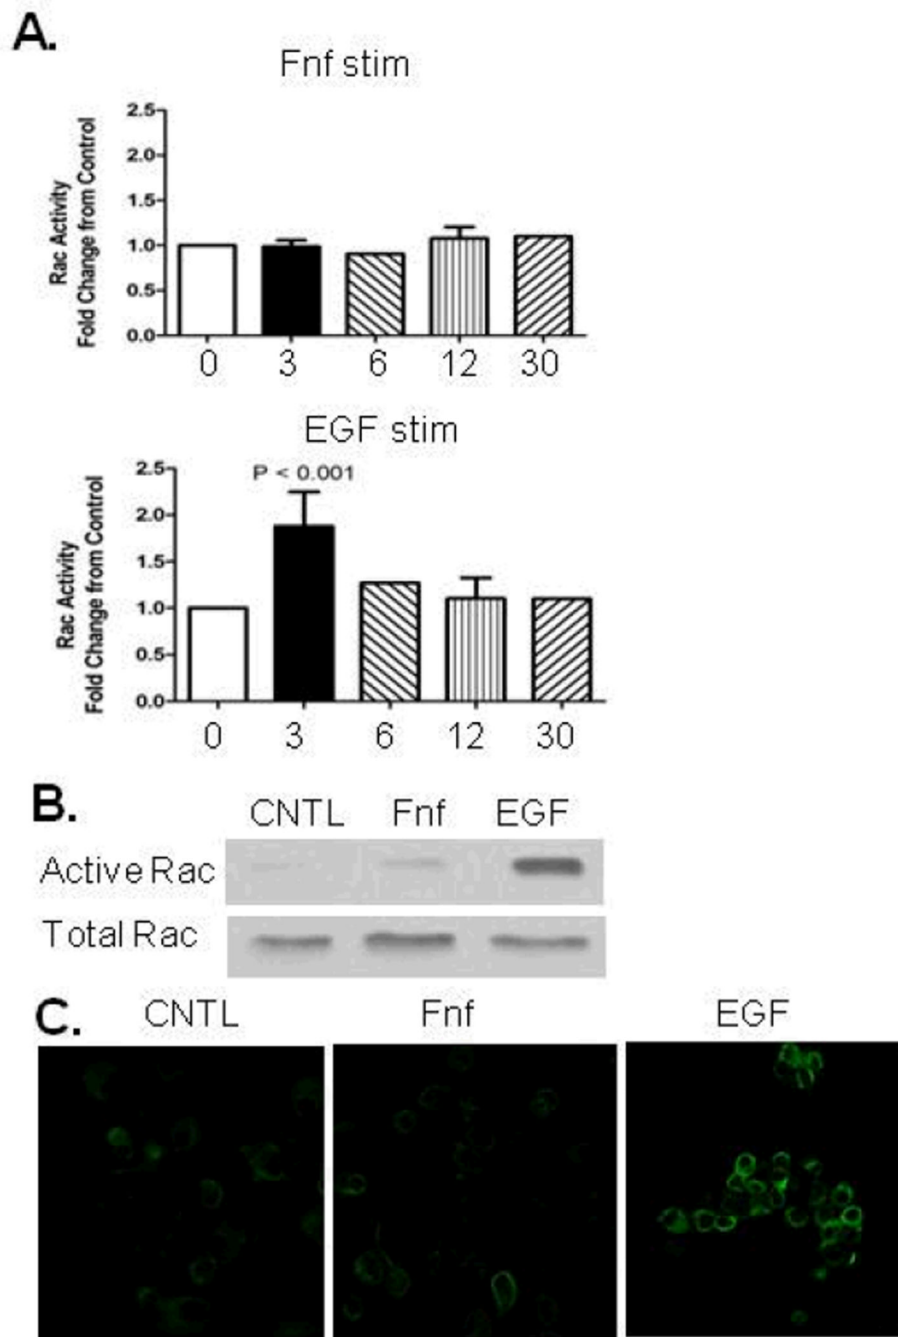 A.
Fnf stim
Rac Activity
Fold Change from Control
2.5
2.0
1.5
1.0
0.5
0.0
0 3 6 12 30
EGF stim
P < 0.001
Rac Activity
Fold Change from Control
2.5
2.0
1.5
1.0
0.5
0.0
0 3 6 12 30
B.
CNTL Fnf EGF
Active Rac
Total Rac
C.
CNTL Fnf EGF